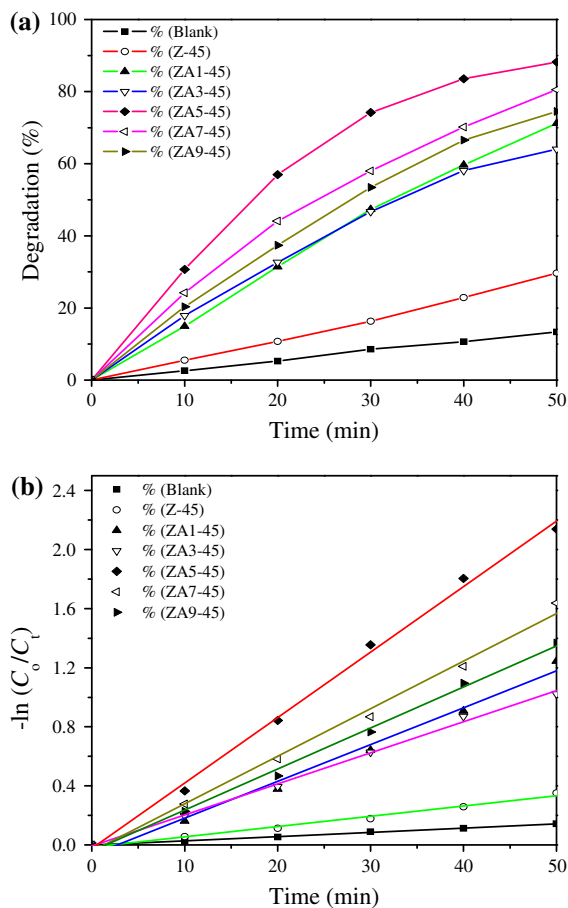 (a)
100
80
60
40
20
0
Degradation (%)
% (Blank)
% (Z-45)
% (ZA1-45)
% (ZA3-45)
% (ZA5-45)
% (ZA7-45)
% (ZA9-45)
0 10 20 30 40 50
Time (min)
(b)
2.4
2.0
1.6
1.2
0.8
0.4
0.0
-ln (Co/Ct)
% (Blank)
% (Z-45)
% (ZA1-45)
% (ZA3-45)
% (ZA5-45)
% (ZA7-45)
% (ZA9-45)
0 10 20 30 40 50
Time (min)